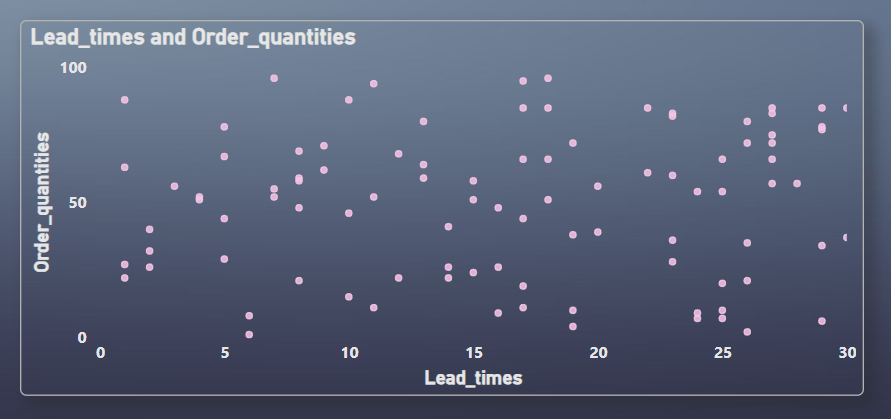 Lead_times and Order_quantities
100
50
0
Order_quantities
0 5 10 15 20 25 30
Lead_times